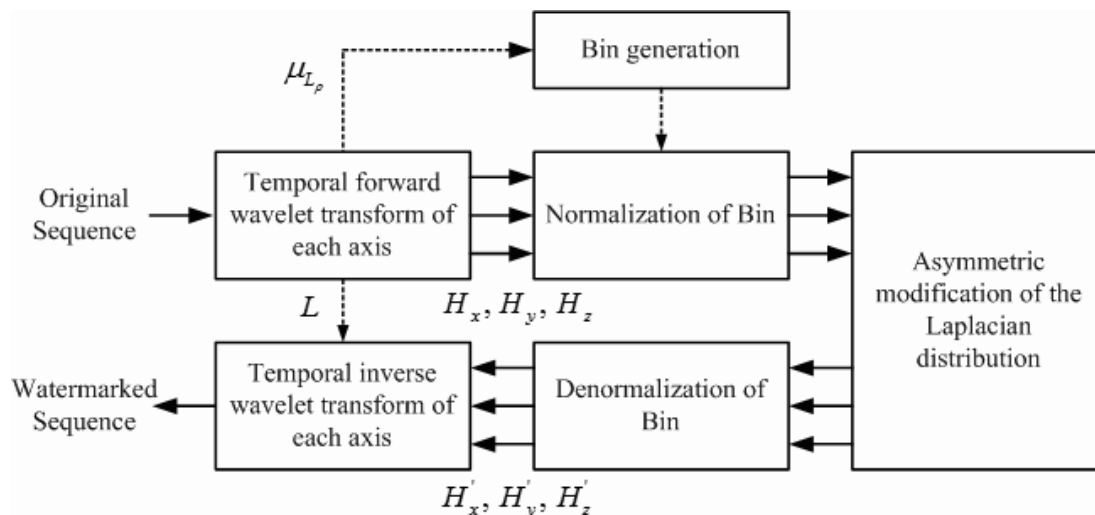 Bin generation
μ_{L_ρ}
Original
Sequence
Temporal forward
wavelet transform of
each axis
Normalization of Bin
Asymmetric
modification of the
Laplacian
distribution
L
H_x, H_y, H_z
Watermarked
Sequence
Temporal inverse
wavelet transform of
each axis
Denormalization of
Bin
H'_x, H'_y, H'_z